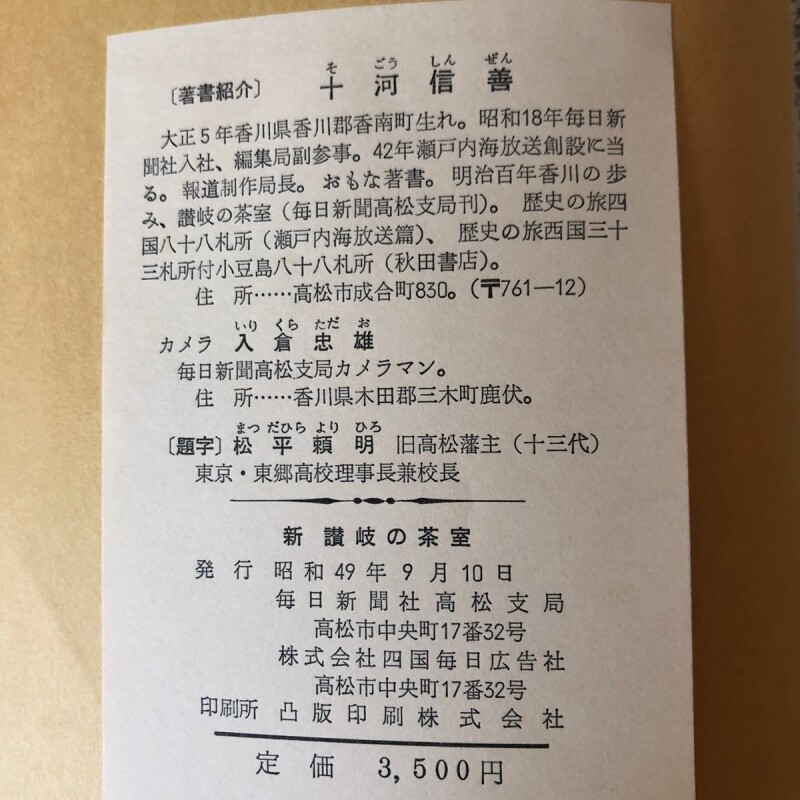 そ ごう しん ぜん
〔著書紹介〕 十河信善
大正5年香川県香川郡香南町生れ。昭和18年毎日新
聞社入社、編集局副参事。42年瀬戸内海放送創設に当
る。報道制作局長。おもな著書。明治百年香川の歩
み、讃岐の茶室（毎日新聞高松支局刊）。歴史の旅四
国八十八札所（瀬戸内海放送篇）、歴史の旅西国三十
三札所付小豆島八十八札所（秋田書店）。
住 所……高松市成合町830。（〒761―12）
いり くら ただ お
カメラ 入倉忠雄
毎日新聞高松支局カメラマン。
住 所……香川県木田郡三木町鹿伏。
まつ だひら より ひろ
〔題字〕松平頼明 旧高松藩主（十三代）
東京・東郷高校理事長兼校長
新讃岐の茶室
発行 昭和49年9月10日
毎日新聞社高松支局
高松市中央町17番32号
株式会社四国毎日広告社
高松市中央町17番32号
印刷所 凸版印刷株式会社
定価 3,500円